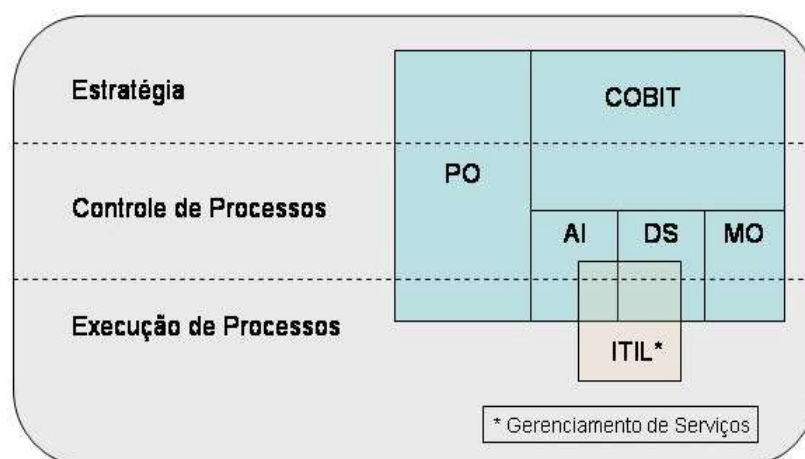 Estratégia
COBIT
PO
Controle de Processos
AI
DS
MO
Execução de Processos
ITIL*
* Gerenciamento de Serviços